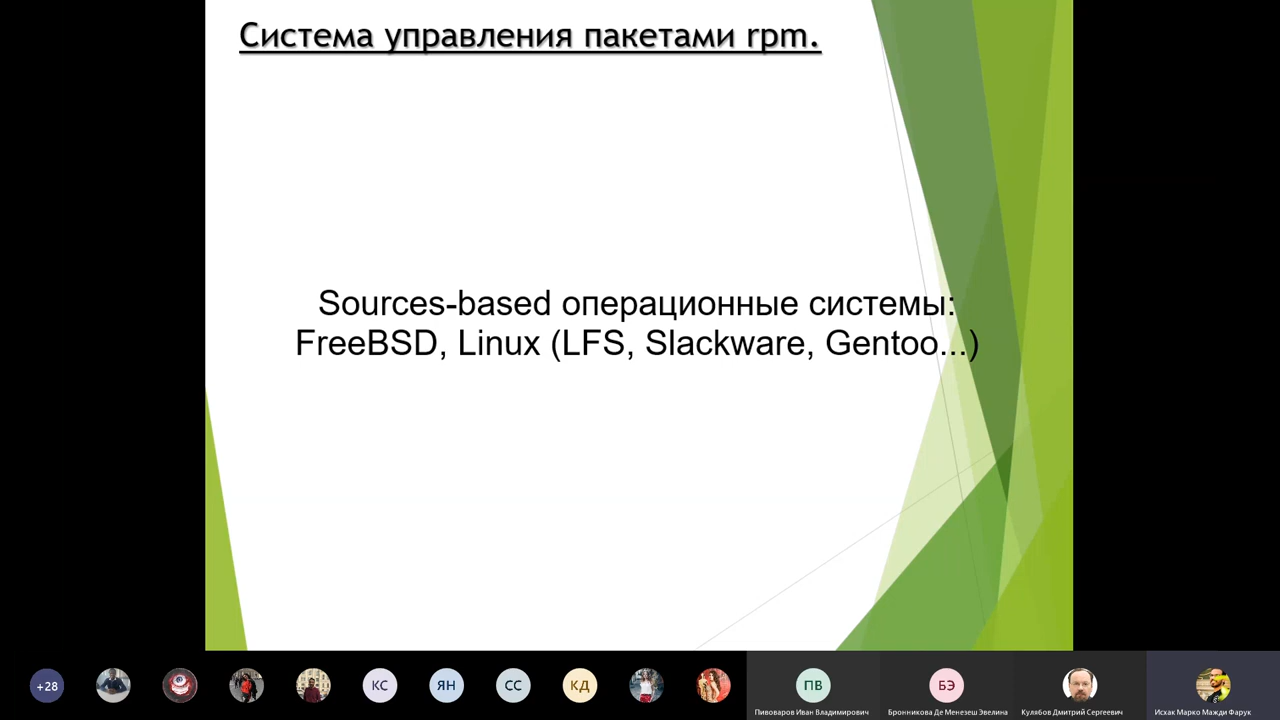 Система управления пакетами rpm.
Sources-based операционные системы:
FreeBSD, Linux (LFS, Slackware, Gentoo...)
+28
КС
ЯН
СС
КД
ПВ
БЭ
Пивоваров Иван Владимирович
Бронникова Де Менезеш Эвелина
Кулябов Дмитрий Сергеевич
Исхак Марко Мажди Фарук